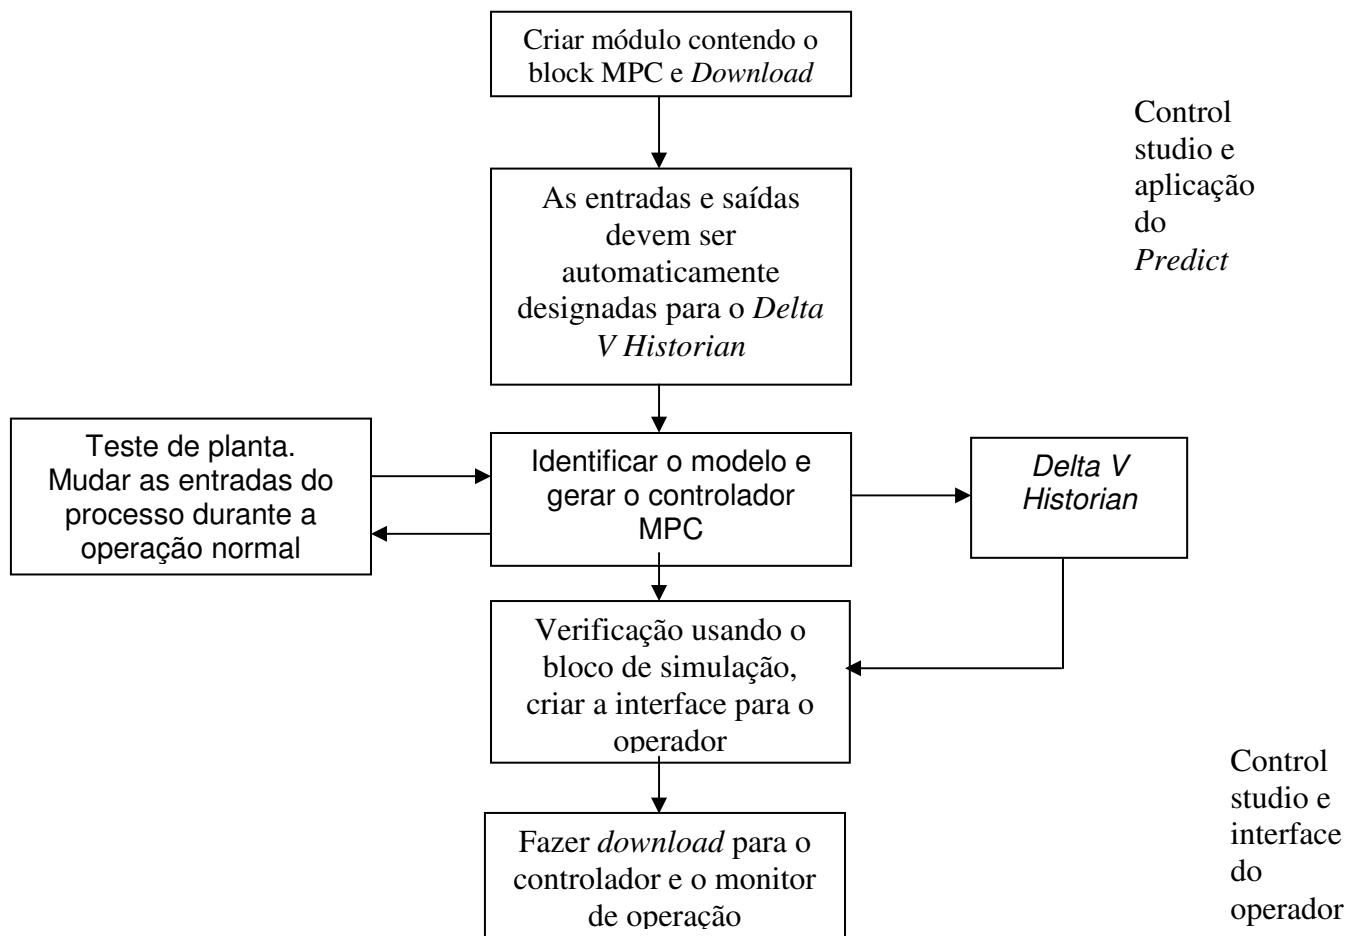 Criar módulo contendo o
block MPC e Download
Control
studio e
aplicação
do
Predict
As entradas e saídas
devem ser
automaticamente
designadas para o Delta
V Historian
Teste de planta.
Mudar as entradas do
processo durante a
operação normal
Identificar o modelo e
gerar o controlador
MPC
Delta V
Historian
Verificação usando o
bloco de simulação,
criar a interface para o
operador
Control
studio e
interface
do
operador
Fazer download para o
controlador e o monitor
de operação